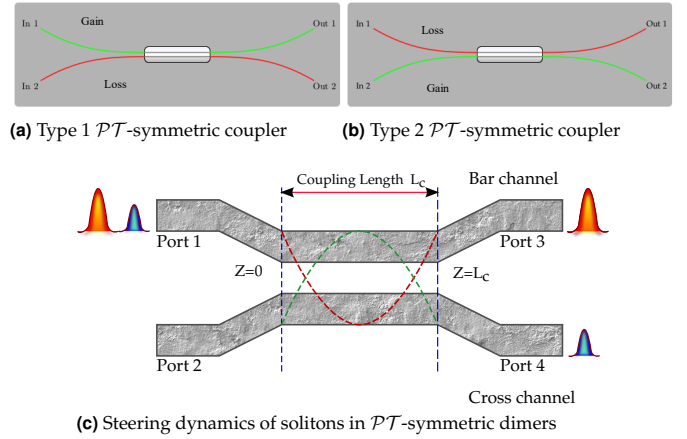 In 1
Gain
Out 1
In 2
Loss
Out 2
In 1
Loss
Out 1
In 2
Gain
Out 2
(a) Type 1 𝒫𝒯-symmetric coupler
(b) Type 2 𝒫𝒯-symmetric coupler
Coupling Length L_c
Bar channel
Port 1
Port 3
Z=0
Z=L_c
Port 2
Port 4
Cross channel
(c) Steering dynamics of solitons in 𝒫𝒯-symmetric dimers